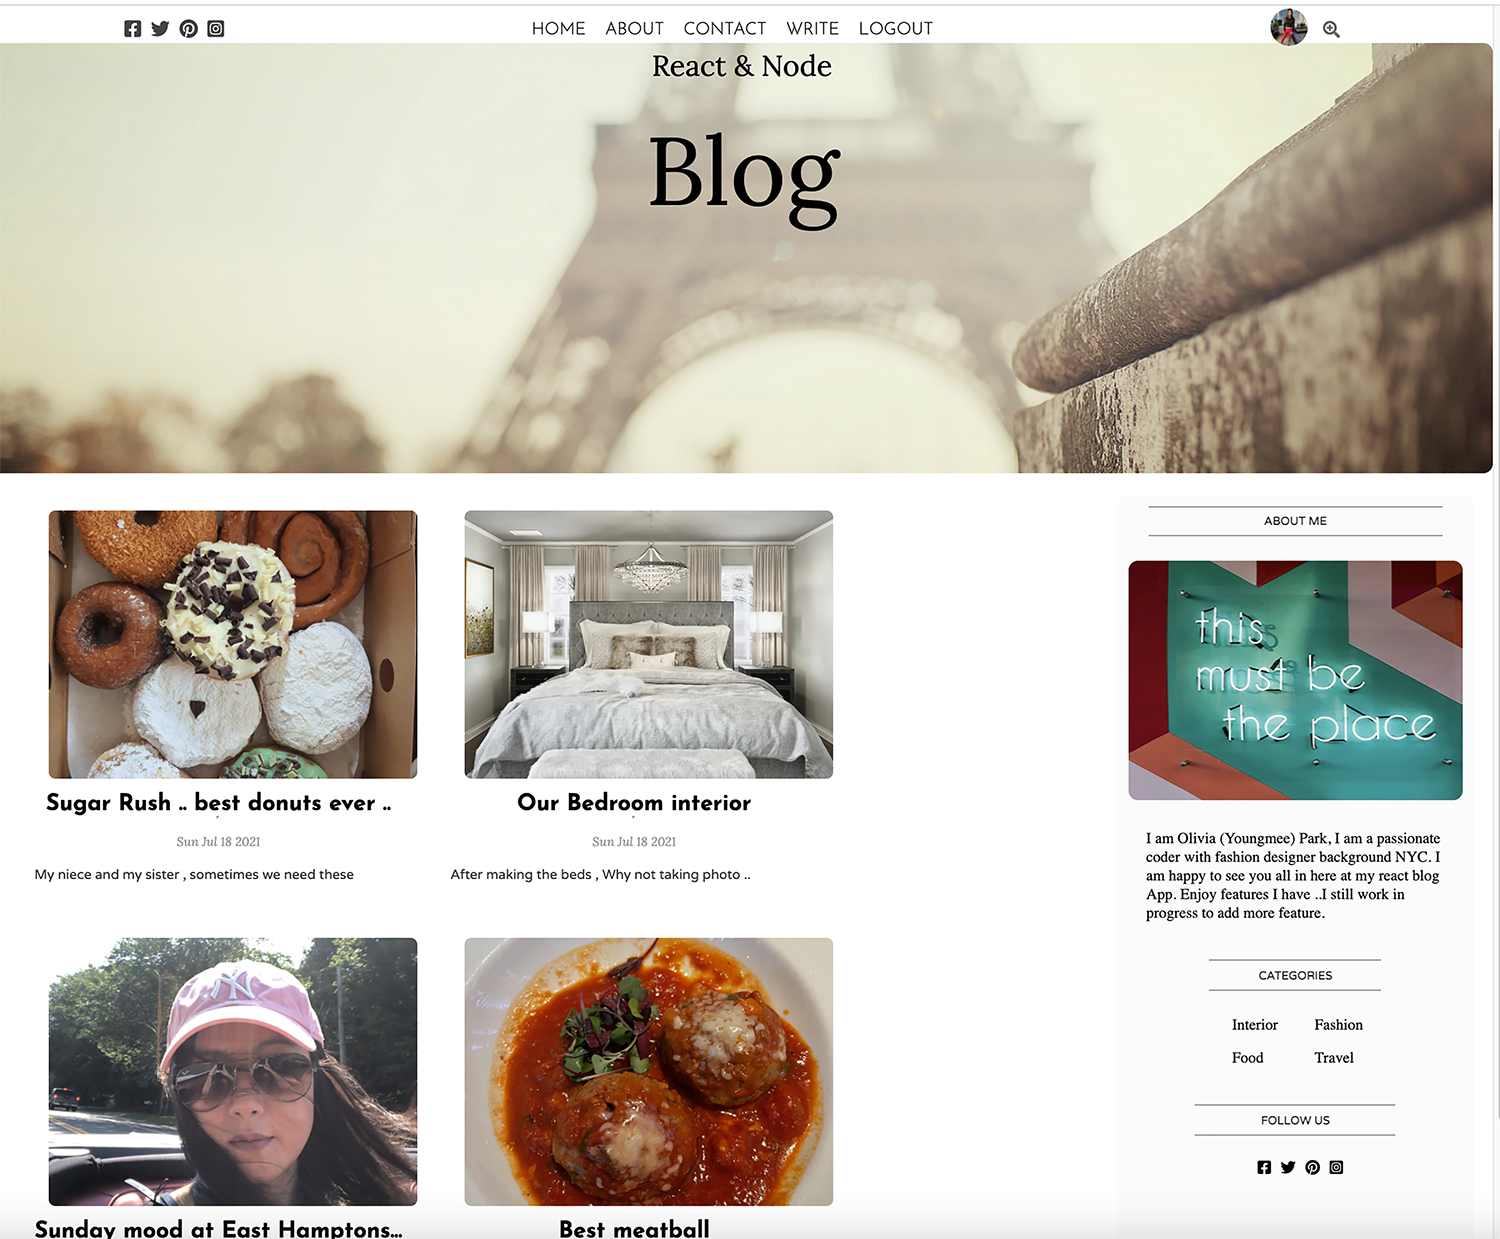 HOME ABOUT CONTACT WRITE LOGOUT
React & Node
Blog
Sugar Rush .. best donuts ever ..
Sun Jul 18 2021
My niece and my sister , sometimes we need these
Our Bedroom interior
Sun Jul 18 2021
After making the beds , Why not taking photo ..
NY
Sunday mood at East Hamptons...
Best meatball
ABOUT ME
this
must be
the place
I am Olivia (Youngmee) Park, I am a passionate
coder with fashion designer background NYC. I
am happy to see you all in here at my react blog
App. Enjoy features I have ..I still work in
progress to add more feature.
CATEGORIES
Interior Fashion
Food Travel
FOLLOW US